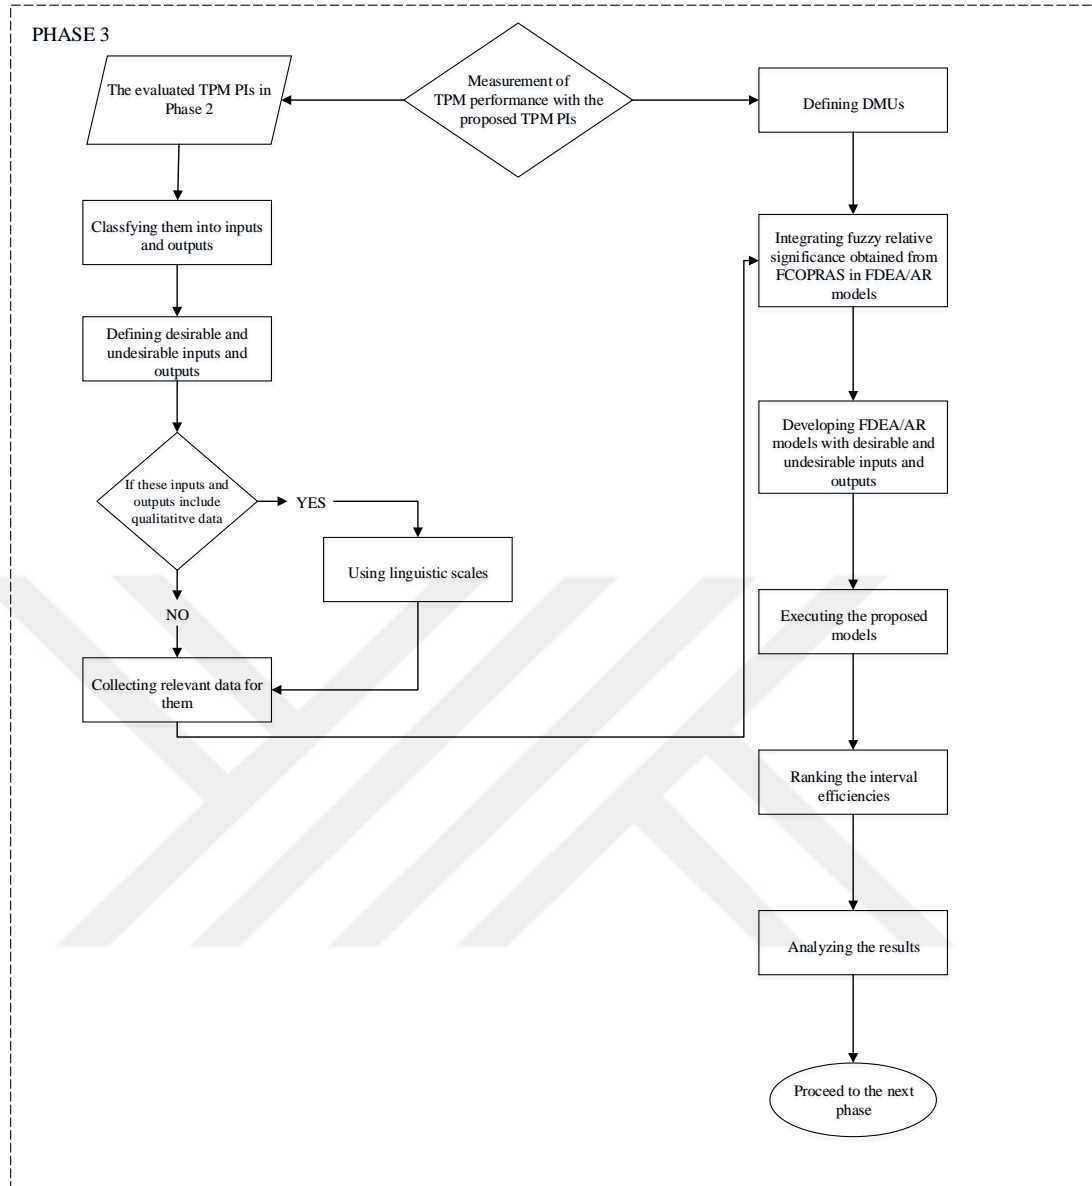 PHASE 3
The evaluated TPM PIs in
Phase 2
Measurement of
TPM performance with the
proposed TPM PIs
Defining DMUs
Classfying them into inputs
and outputs
Integrating fuzzy relative
significance obtained from
FCOPRAS in FDEA/AR
models
Defining desirable and
undesirable inputs and
outputs
Developing FDEA/AR
models with desirable and
undesirable inputs and
outputs
If these inputs and
outputs include
qualitatitve data
YES
Using linguistic scales
NO
Executing the proposed
models
Collecting relevant data for
them
Ranking the interval
efficiencies
Analyzing the results
Proceed to the next
phase